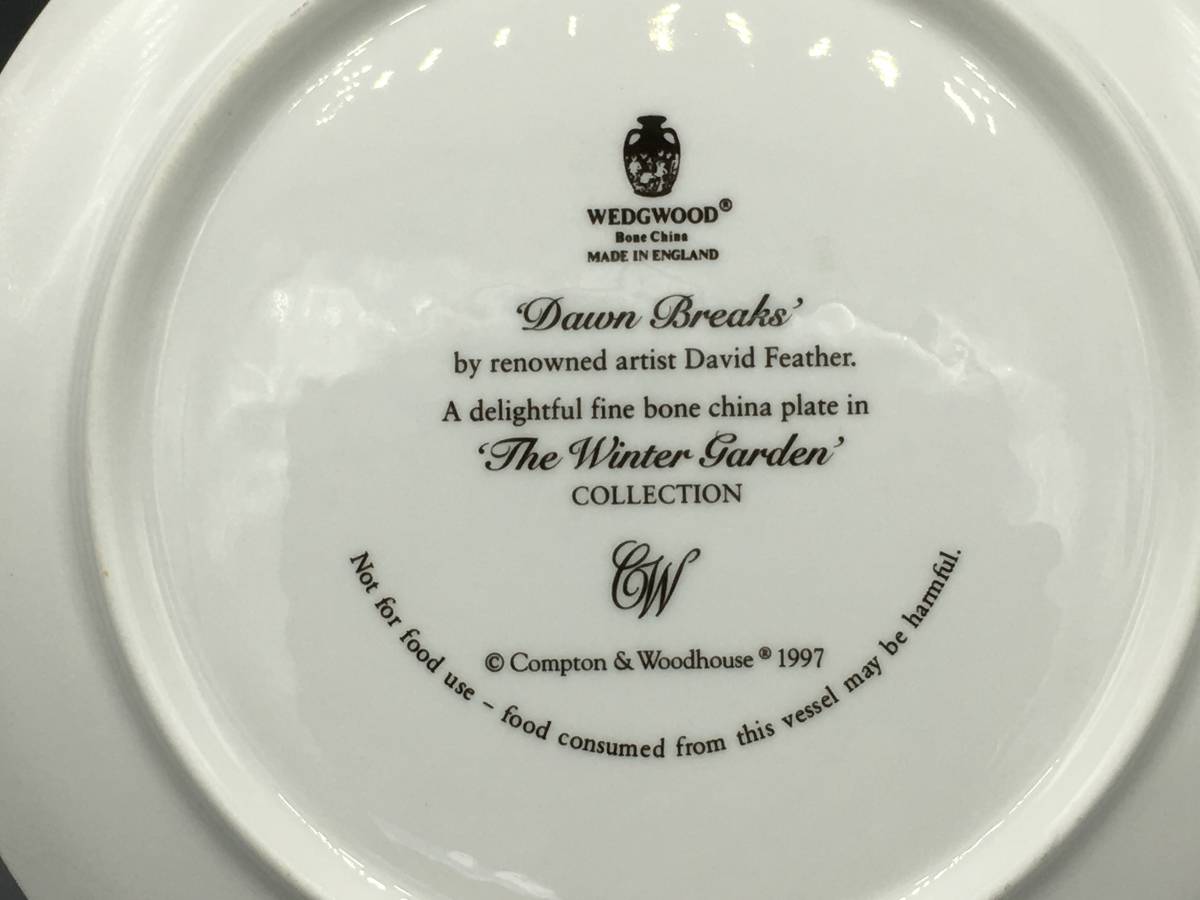 WEDGWOOD®
Bone China
MADE IN ENGLAND
‘Dawn Breaks’
by renowned artist David Feather.
A delightful fine bone china plate in
‘The Winter Garden’
COLLECTION
CW
© Compton & Woodhouse ® 1997
Not for food use – food consumed from this vessel may be harmful.